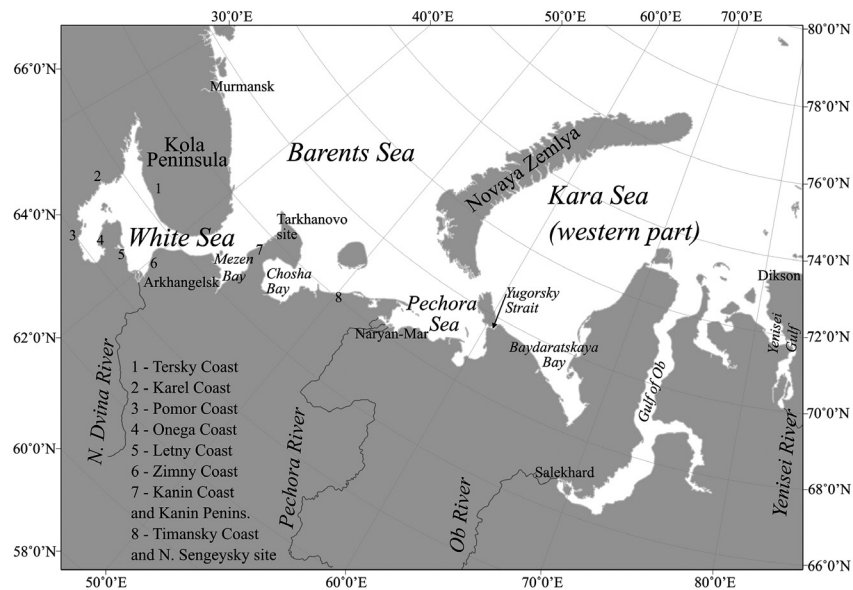 30°0'E 40°0'E 50°0'E 60°0'E 70°0'E
80°0'N
66°0'N
Murmansk
78°0'N
Kola
Peninsula
Barents Sea
Novaya Zemlya
2
1
76°0'N
Kara Sea
(western part)
64°0'N
Tarkhanovo
site
3
4
White Sea
5
6
7
Mezen
Bay
74°0'N
Dikson
Arkhangelsk
Chosha
Bay
8
Pechora
Sea
Yugorsky
Strait
62°0'N
Naryan-Mar
Baydaratskaya
Bay
72°0'N
Yenisei
Gulf
N. Dvina River
1 - Tersky Coast
2 - Karel Coast
3 - Pomor Coast
4 - Onega Coast
5 - Letny Coast
6 - Zimny Coast
7 - Kanin Coast
and Kanin Penins.
8 - Timansky Coast
and N. Sengeysky site
Gulf of Ob
70°0'N
60°0'N
Pechora River
Ob River
Salekhard
Yenisei River
68°0'N
58°0'N
66°0'N
50°0'E 60°0'E 70°0'E 80°0'E